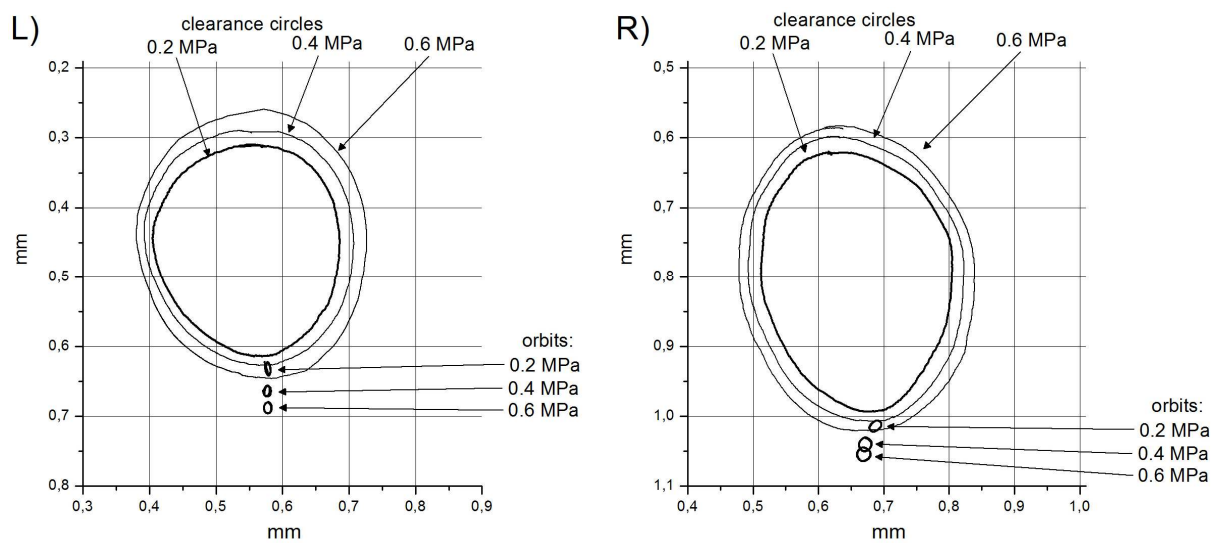 L)
clearance circles
0.2 MPa
0.4 MPa
0.6 MPa
0,2
0,3
0,4
0,5
0,6
0,7
0,8
mm
0,3 0,4 0,5 0,6 0,7 0,8 0,9
mm
orbits:
0.2 MPa
0.4 MPa
0.6 MPa
R)
clearance circles
0.2 MPa
0.4 MPa
0.6 MPa
0,5
0,6
0,7
0,8
0,9
1,0
1,1
mm
0,4 0,5 0,6 0,7 0,8 0,9 1,0
mm
orbits:
0.2 MPa
0.4 MPa
0.6 MPa